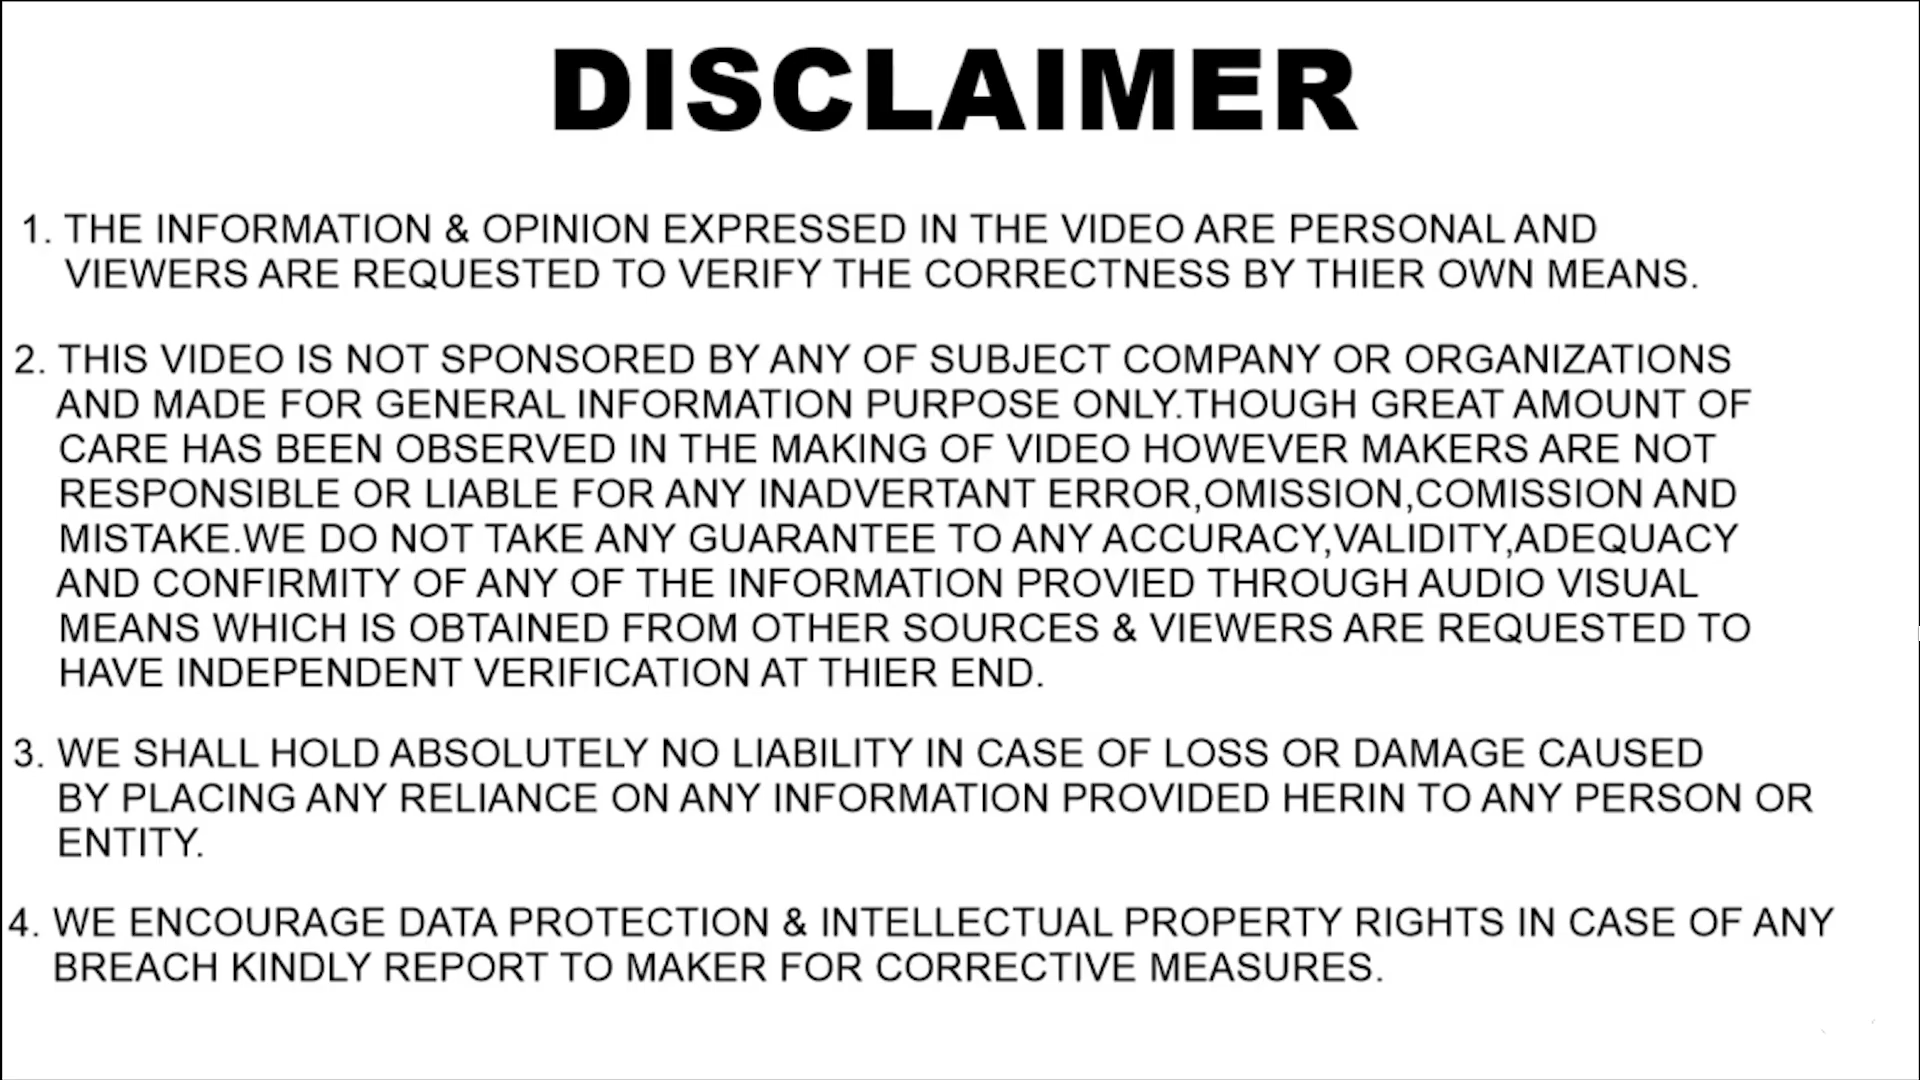 DISCLAIMER
1. THE INFORMATION & OPINION EXPRESSED IN THE VIDEO ARE PERSONAL AND
VIEWERS ARE REQUESTED TO VERIFY THE CORRECTNESS BY THIER OWN MEANS.
2. THIS VIDEO IS NOT SPONSORED BY ANY OF SUBJECT COMPANY OR ORGANIZATIONS
AND MADE FOR GENERAL INFORMATION PURPOSE ONLY.THOUGH GREAT AMOUNT OF
CARE HAS BEEN OBSERVED IN THE MAKING OF VIDEO HOWEVER MAKERS ARE NOT
RESPONSIBLE OR LIABLE FOR ANY INADVERTANT ERROR,OMISSION,COMISSION AND
MISTAKE.WE DO NOT TAKE ANY GUARANTEE TO ANY ACCURACY,VALIDITY,ADEQUACY
AND CONFIRMITY OF ANY OF THE INFORMATION PROVIED THROUGH AUDIO VISUAL
MEANS WHICH IS OBTAINED FROM OTHER SOURCES & VIEWERS ARE REQUESTED TO
HAVE INDEPENDENT VERIFICATION AT THIER END.
3. WE SHALL HOLD ABSOLUTELY NO LIABILITY IN CASE OF LOSS OR DAMAGE CAUSED
BY PLACING ANY RELIANCE ON ANY INFORMATION PROVIDED HERIN TO ANY PERSON OR
ENTITY.
4. WE ENCOURAGE DATA PROTECTION & INTELLECTUAL PROPERTY RIGHTS IN CASE OF ANY
BREACH KINDLY REPORT TO MAKER FOR CORRECTIVE MEASURES.